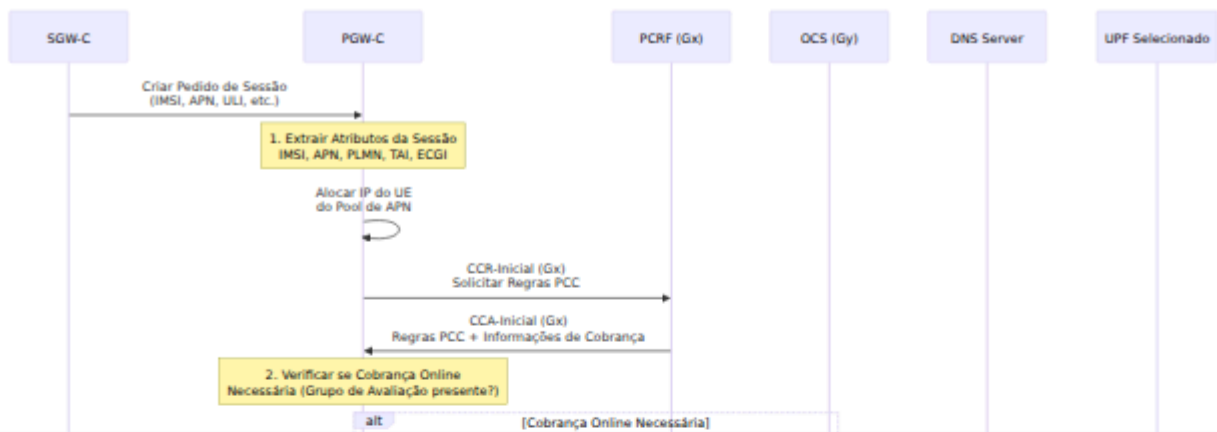 SGW-C
PGW-C
PCRF (Gx)
OCS (Gy)
DNS Server
UPF Selecionado
Criar Pedido de Sessão
(IMSI, APN, ULI, etc.)
1. Extrair Atributos da Sessão
IMSI, APN, PLMN, TAI, ECGI
Alocar IP do UE
do Pool de APN
CCR-Inicial (Gx)
Solicitar Regras PCC
CCA-Inicial (Gx)
Regras PCC + Informações de Cobrança
2. Verificar se Cobrança Online
Necessária (Grupo de Avaliação presente?)
alt
[Cobrança Online Necessária]